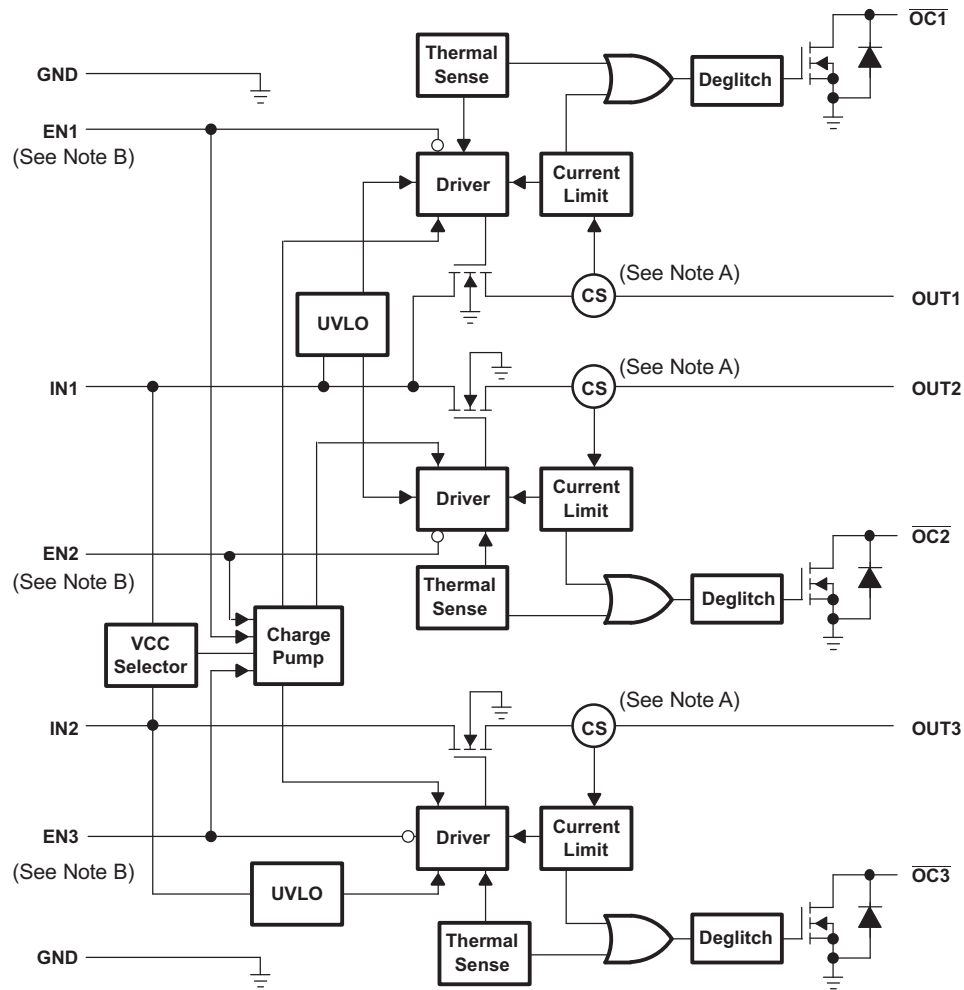 OC1
Thermal
Sense
Deglitch
GND
EN1
(See Note B)
Driver
Current
Limit
(See Note A)
CS
OUT1
UVLO
(See Note A)
IN1
CS
OUT2
Driver
Current
Limit
EN2
(See Note B)
OC2
Thermal
Sense
Deglitch
VCC
Selector
Charge
Pump
(See Note A)
IN2
CS
OUT3
EN3
(See Note B)
Driver
Current
Limit
OC3
UVLO
Thermal
Sense
Deglitch
GND